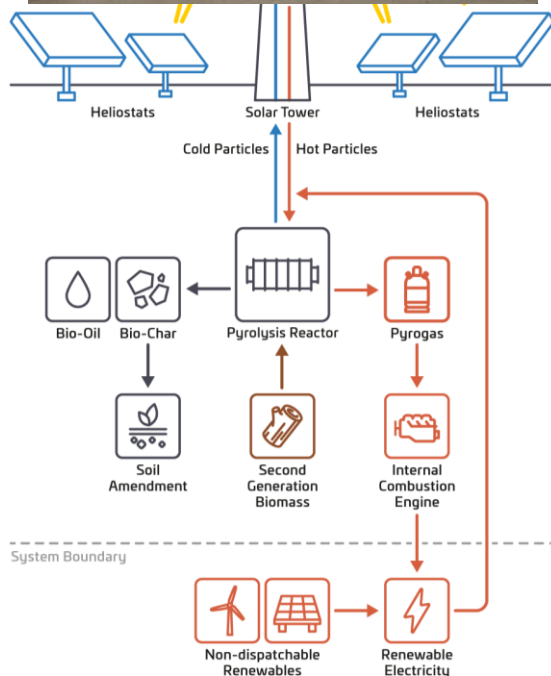 Heliostats
Solar Tower
Heliostats
Cold Particles
Hot Particles
Bio-Oil
Bio-Char
Pyrolysis Reactor
Pyrogas
Soil
Amendment
Second
Generation
Biomass
Internal
Combustion
Engine
System Boundary
Non-dispatchable
Renewables
Renewable
Electricity